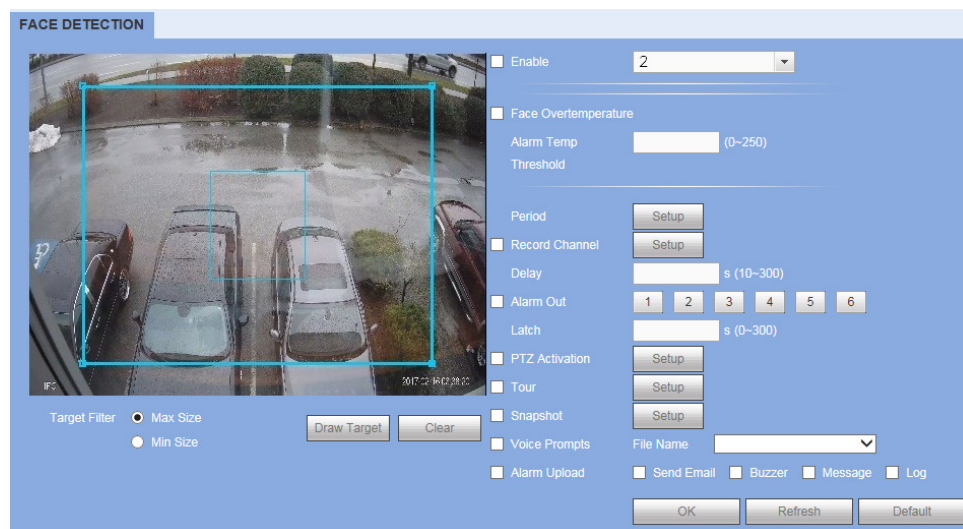 FACE DETECTION
Enable 2
Face Overtemperature
Alarm Temp (0~250)
Threshold
Period Setup
Record Channel Setup
Delay s (10~300)
Alarm Out 1 2 3 4 5 6
Latch s (0~300)
PTZ Activation Setup
Tour Setup
Snapshot Setup
Voice Prompts File Name
Alarm Upload Send Email Buzzer Message Log
OK Refresh Default
IPC
Target Filter Max Size
Min Size
Draw Target Clear